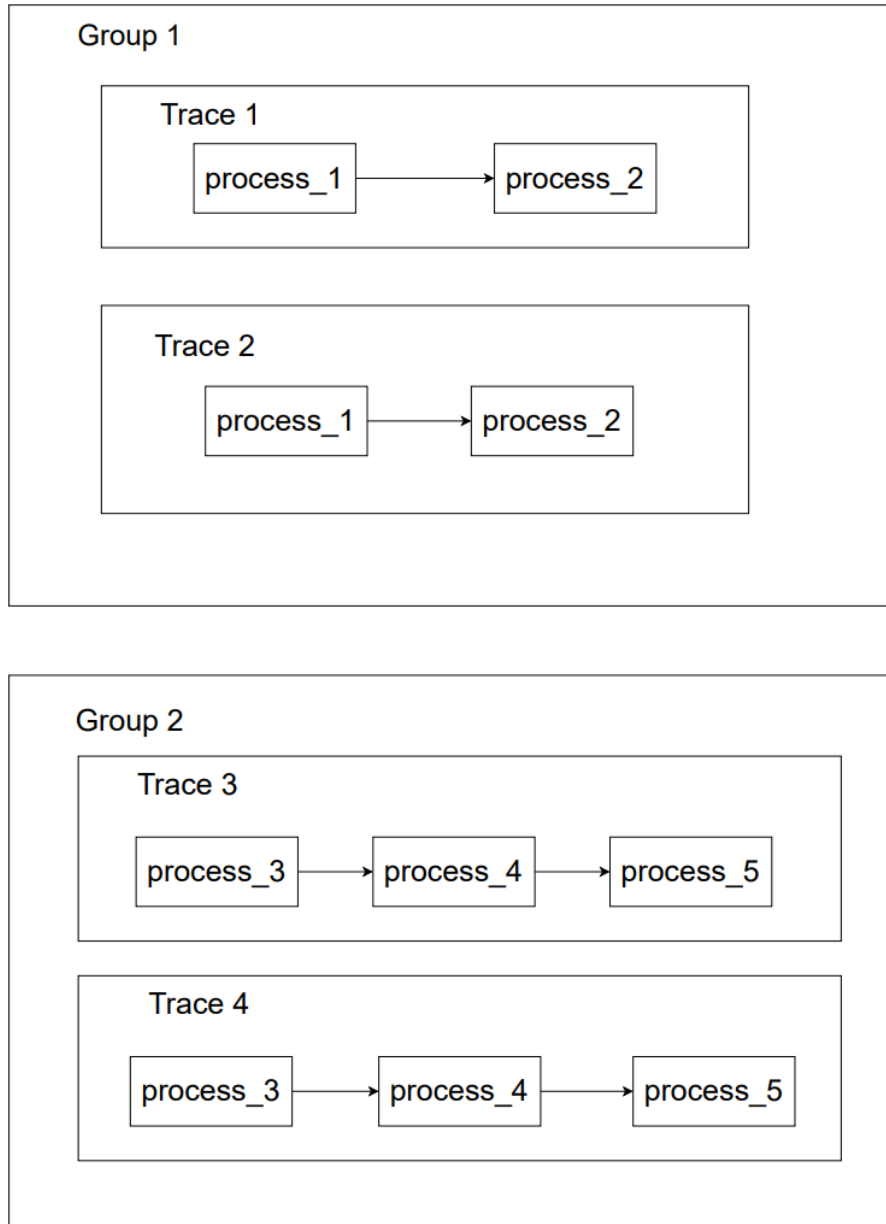 Group 1
Trace 1
process_1
process_2
Trace 2
process_1
process_2
Group 2
Trace 3
process_3
process_4
process_5
Trace 4
process_3
process_4
process_5